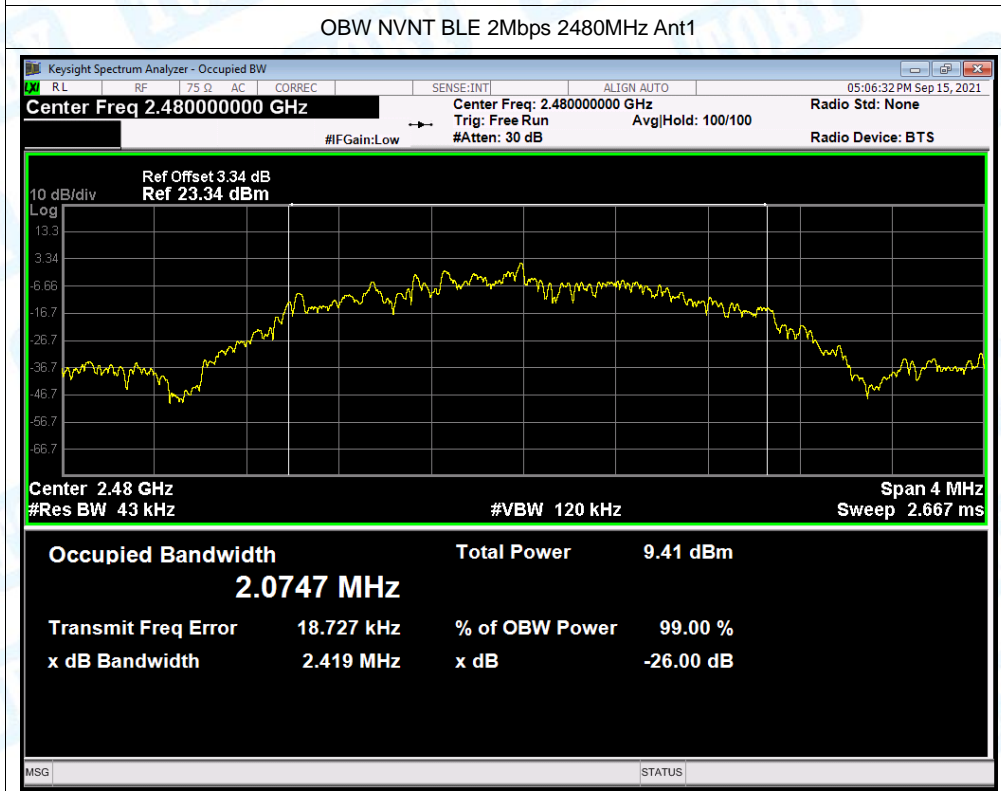 OBW NVNT BLE 2Mbps 2480MHz Ant1
Keysight Spectrum Analyzer - Occupied BW
LXI RL RF 75 Ω AC CORREC SENSE:INT ALIGN AUTO 05:06:32 PM Sep 15, 2021
Center Freq 2.480000000 GHz Center Freq: 2.480000000 GHz Radio Std: None
Trig: Free Run Avg|Hold: 100/100
#IFGain:Low #Atten: 30 dB Radio Device: BTS
Ref Offset 3.34 dB
10 dB/div Ref 23.34 dBm
Log
13.3
3.34
-6.66
-16.7
-26.7
-36.7
-46.7
-56.7
-66.7
Center 2.48 GHz Span 4 MHz
#Res BW 43 kHz #VBW 120 kHz Sweep 2.667 ms
Occupied Bandwidth Total Power 9.41 dBm
2.0747 MHz
Transmit Freq Error 18.727 kHz % of OBW Power 99.00 %
x dB Bandwidth 2.419 MHz x dB -26.00 dB
MSG STATUS